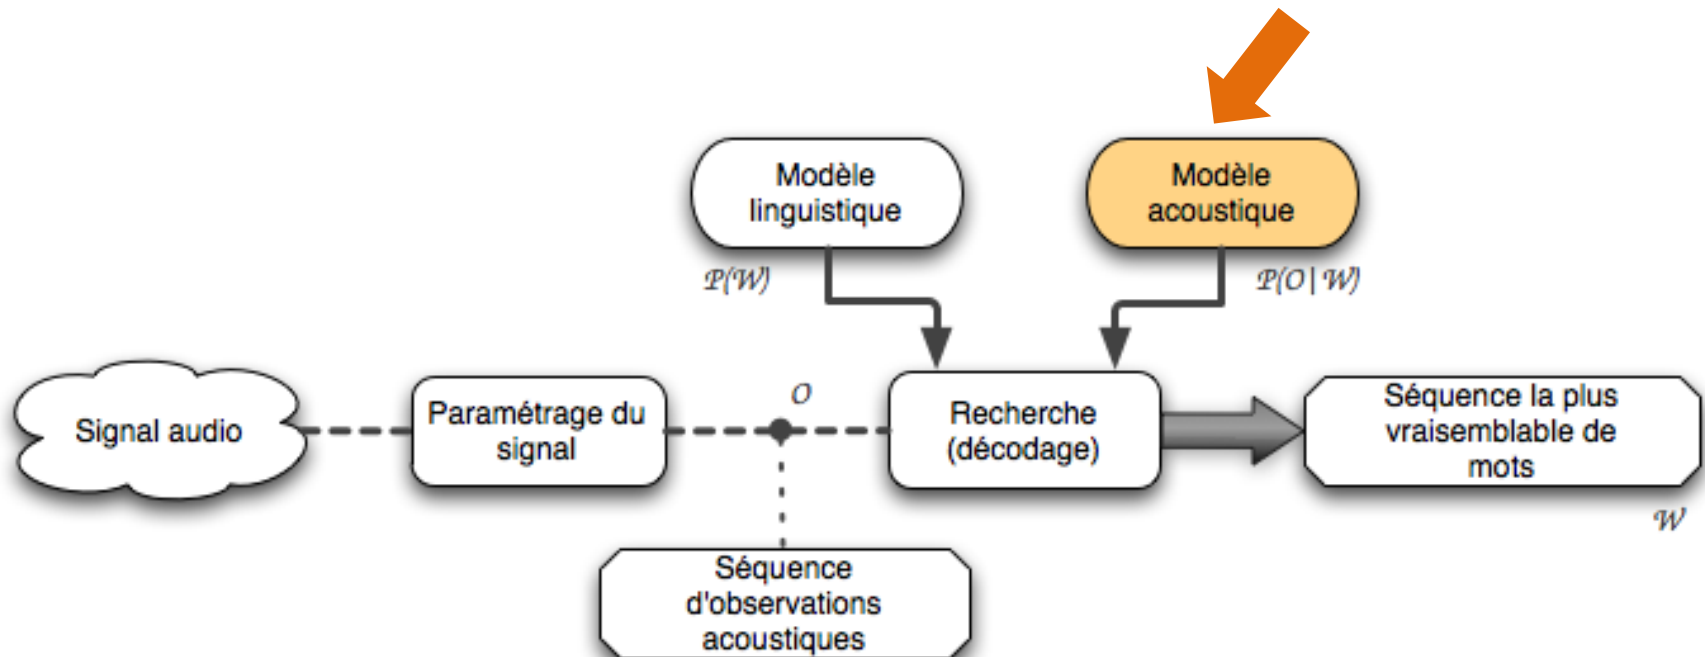 Modèle
linguistique
Modèle
acoustique
P(W)
P(O | W)
Signal audio
Paramétrage du
signal
O
Recherche
(décodage)
Séquence la plus
vraisemblable de
mots
W
Séquence
d'observations
acoustiques